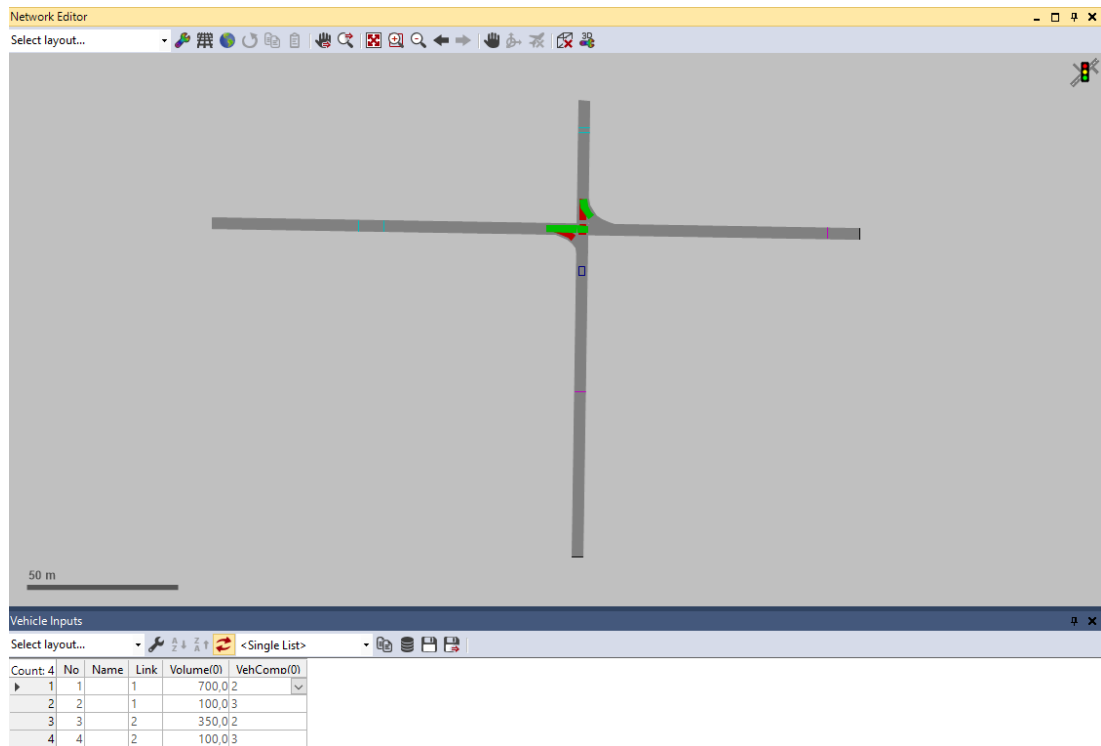 Network Editor
Select layout...
3D
50 m
Vehicle Inputs
Select layout... <Single List>
Count: 4 No Name Link Volume(0) VehComp(0)
1 1 1 700,0 2
2 2 1 100,0 3
3 3 2 350,0 2
4 4 2 100,0 3